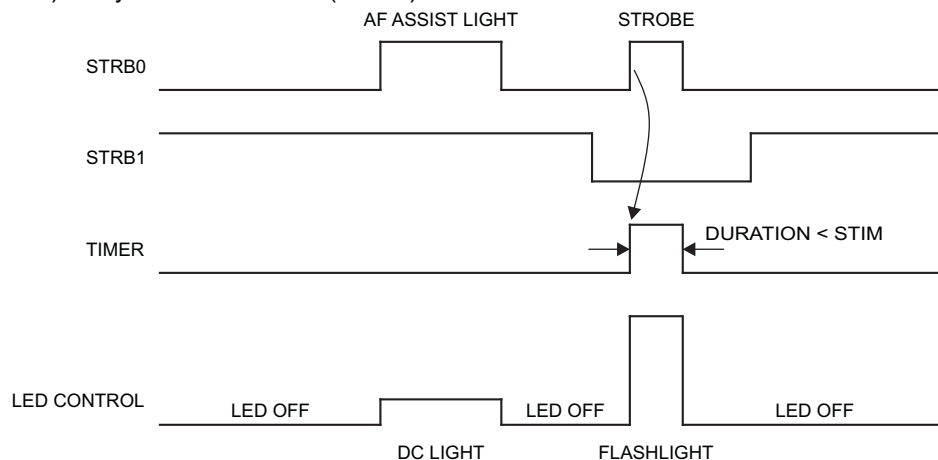 AF ASSIST LIGHT STROBE
STRB0
STRB1
TIMER
DURATION < STIM
LED CONTROL
LED OFF LED OFF LED OFF
DC LIGHT FLASHLIGHT